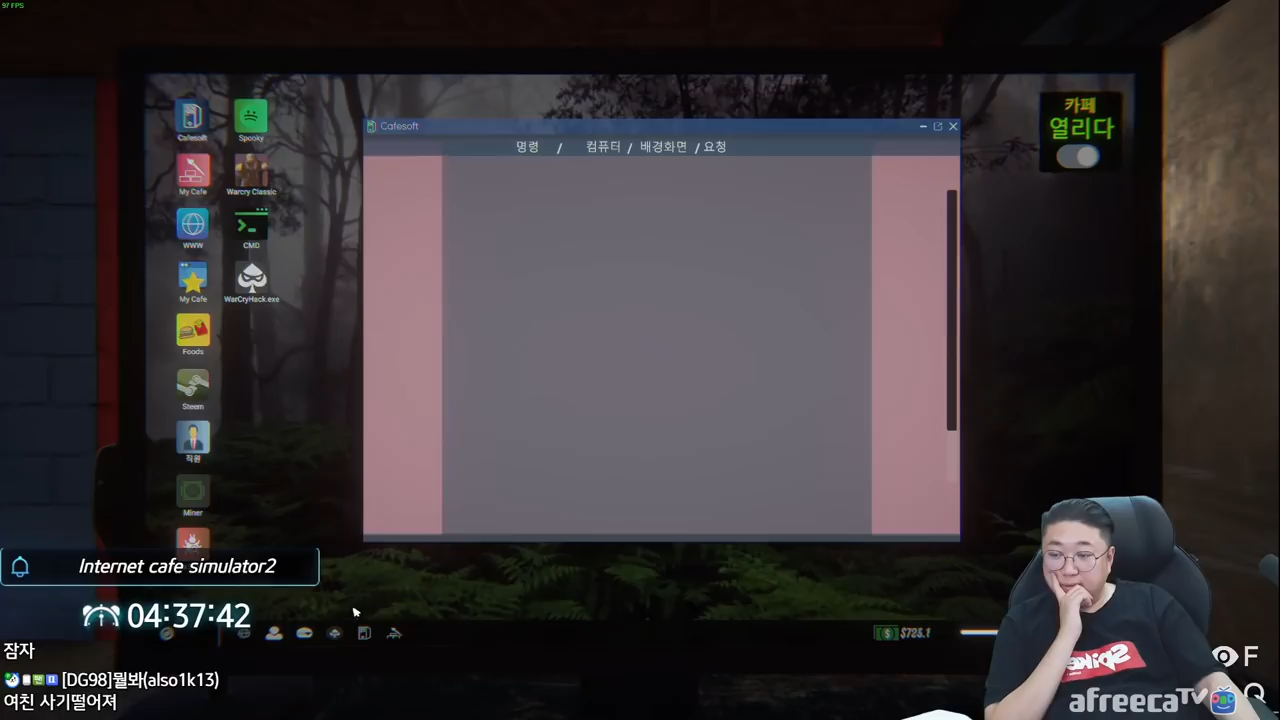 97 FPS
Cafesoft
Spooky
My Cafe
Warcry Classic
WWW
CMD
My Cafe
WarCryHack.exe
Foods
Steem
직원
Miner
Cafesoft
명령 / 컴퓨터 / 배경화면 / 요청
카페
열리다
Internet cafe simulator2
04:37:42
잠자
[DG98]뭘봐(also1k13)
여친 사기떨어져
$725.1
Spiker
F
Q
afreecaTV